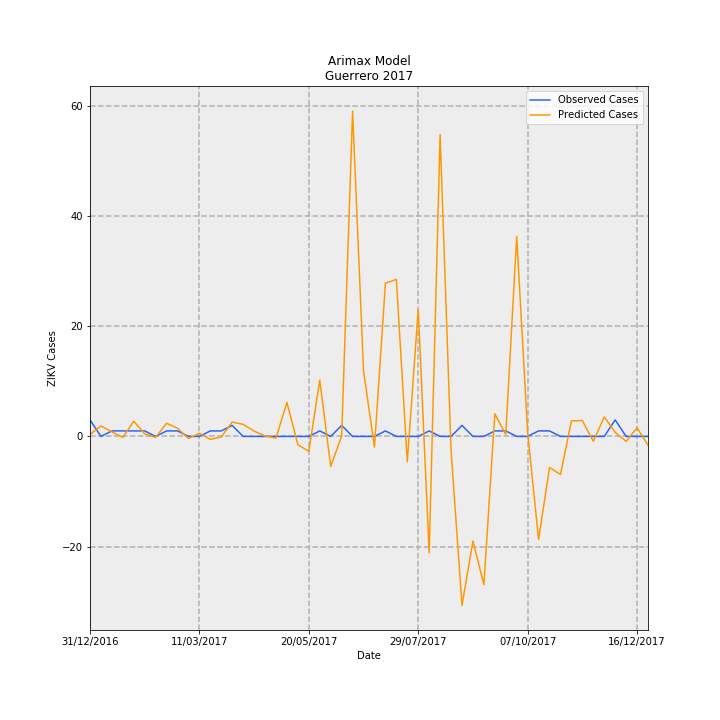 Arimax Model
Guerrero 2017
Observed Cases
Predicted Cases
ZIKV Cases
60
40
20
0
−20
31/12/2016
11/03/2017
20/05/2017
29/07/2017
07/10/2017
16/12/2017
Date